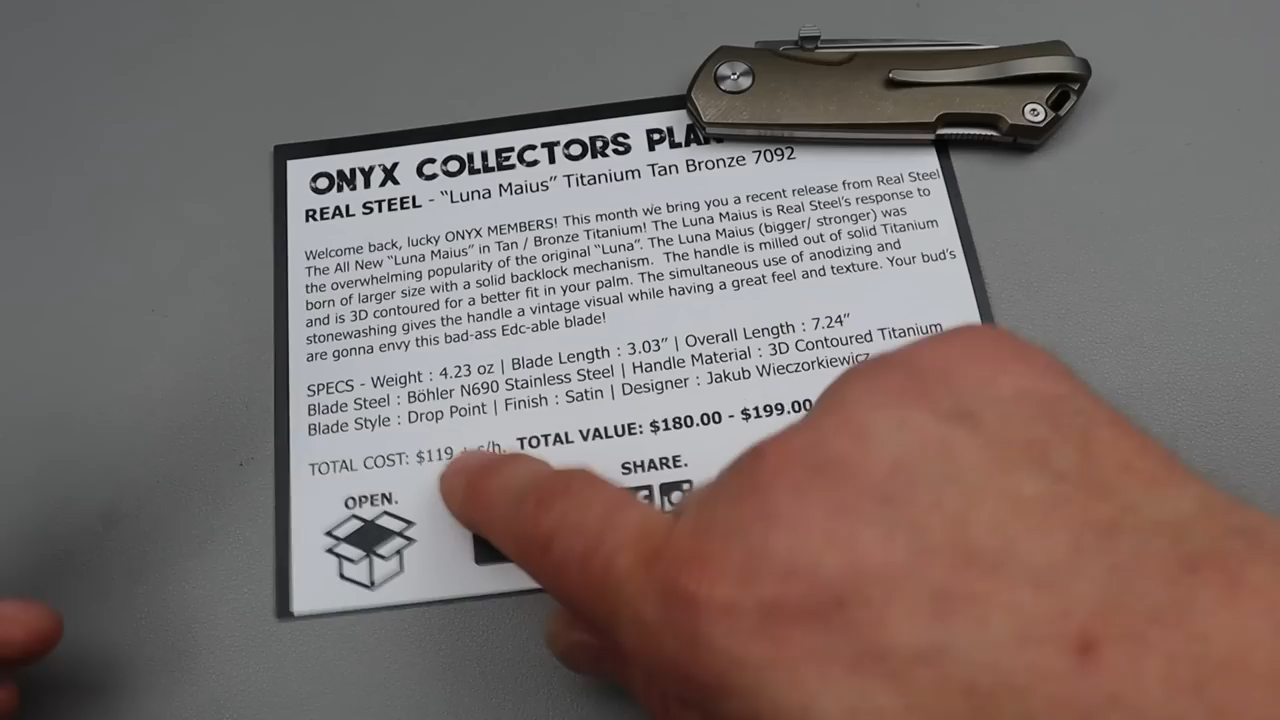 ONYX COLLECTORS PLA
REAL STEEL - “Luna Maius” Titanium Tan Bronze 7092
Welcome back, lucky ONYX MEMBERS! This month we bring you a recent release from Real Steel
The All New “Luna Maius” in Tan / Bronze Titanium! The Luna Maius is Real Steel’s response to
the overwhelming popularity of the original “Luna”. The Luna Maius (bigger/ stronger) was
born of larger size with a solid backlock mechanism. The handle is milled out of solid Titanium
and is 3D contoured for a better fit in your palm. The simultaneous use of anodizing and
stonewashing gives the handle a vintage visual while having a great feel and texture. Your bud’s
are gonna envy this bad-ass Edc-able blade!
SPECS - Weight : 4.23 oz | Blade Length : 3.03” | Overall Length : 7.24”
Blade Steel : Böhler N690 Stainless Steel | Handle Material : 3D Contoured Titanium
Blade Style : Drop Point | Finish : Satin | Designer : Jakub Wieczorkiewicz
TOTAL COST: $119 + s/h. TOTAL VALUE: $180.00 - $199.00
OPEN.
SHARE.